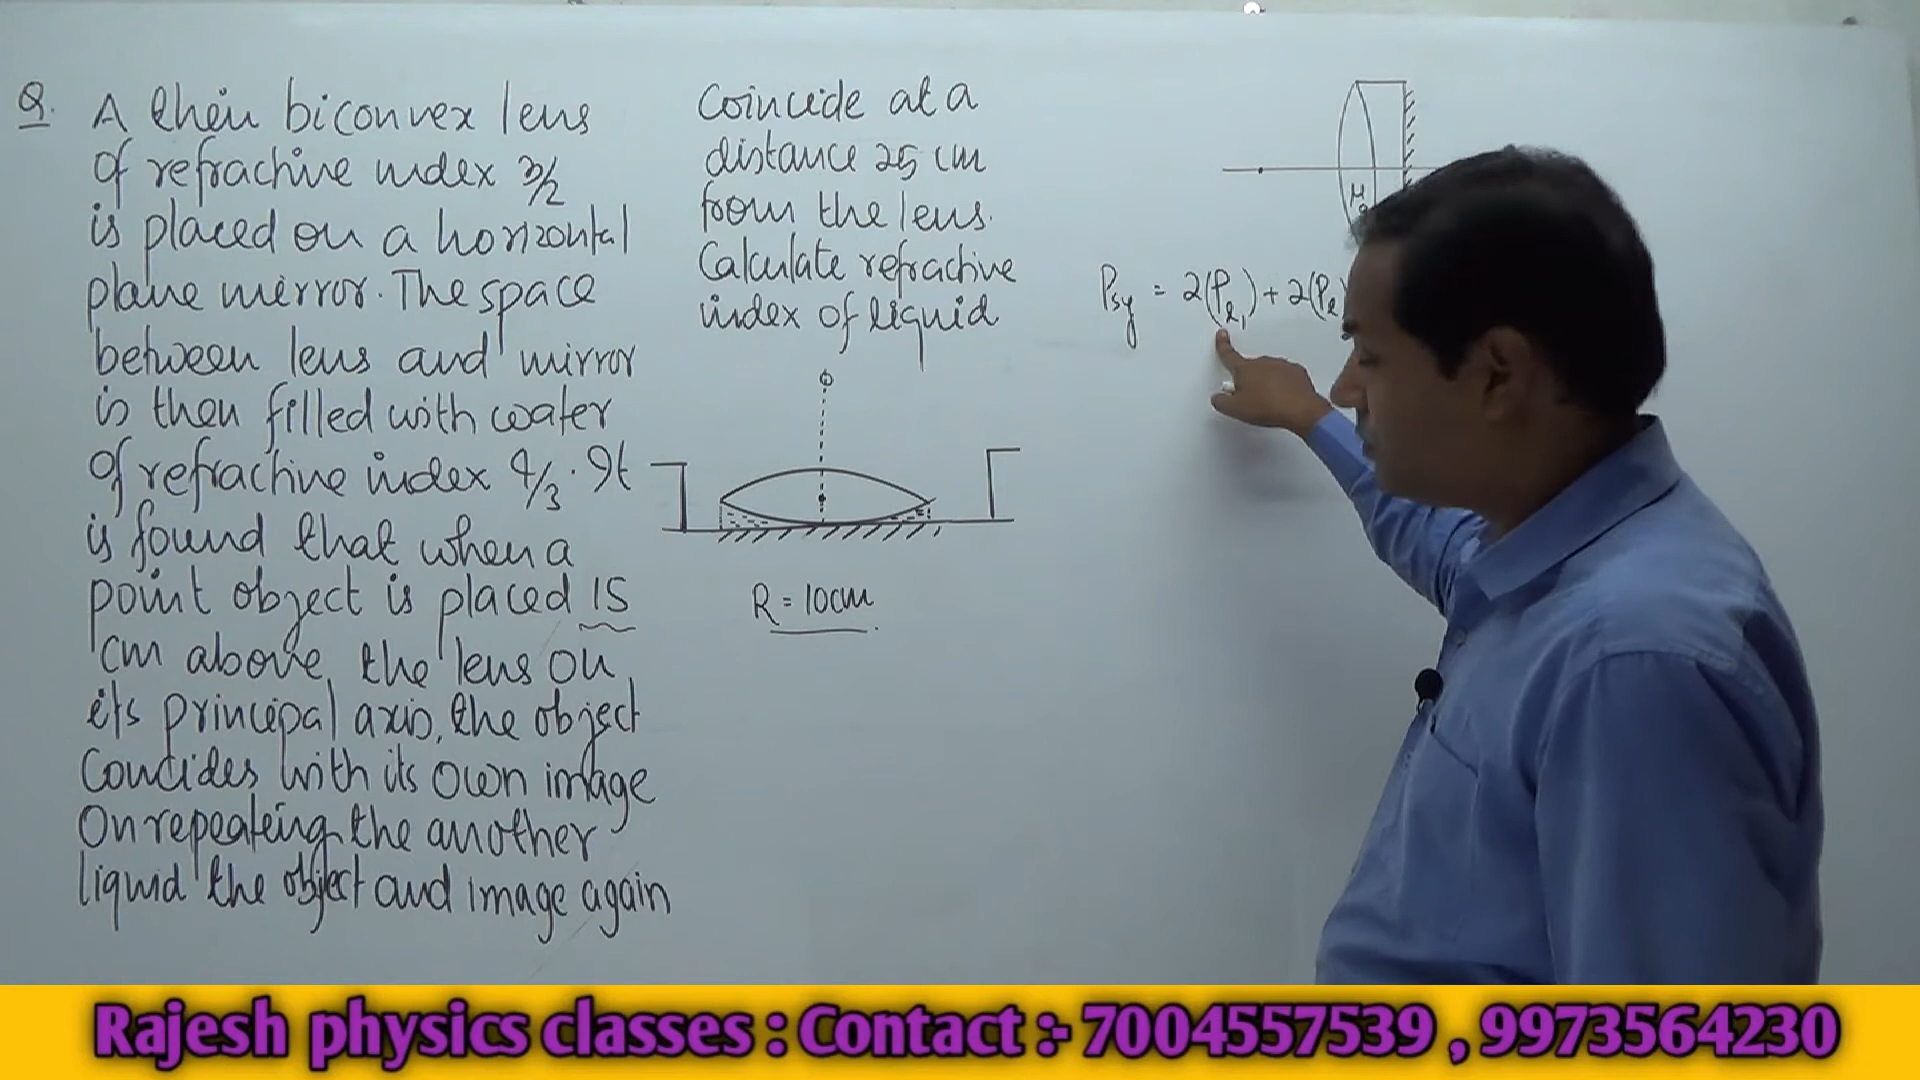 Q. A thin biconvex lens
of refractive index 3/2
is placed on a horizontal
plane mirror. The space
between lens and mirror
is then filled with water
of refractive index 4/3. It
is found that when a
point object is placed 15
cm above the lens on
its principal axis, the object
Concides with its own image
On repeating the another
liquid the object and image again
Coincide at a
distance 25 cm
from the lens.
Calculate refractive
index of liquid
R = 10cm
μ
Psy = 2(Pl1) + 2(Pl
Rajesh physics classes : Contact :- 7004557539 , 9973564230